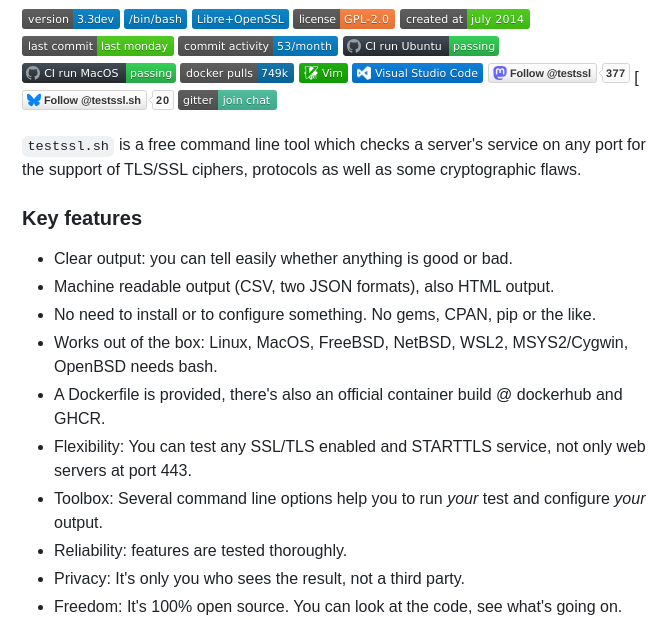 version 3.3dev /bin/bash Libre+OpenSSL license GPL-2.0 created at july 2014
last commit last monday commit activity 53/month CI run Ubuntu passing
CI run MacOS passing docker pulls 749k Vim Visual Studio Code Follow @testssl 377 [
Follow @testssl.sh 20 gitter join chat
testssl.sh is a free command line tool which checks a server's service on any port for
the support of TLS/SSL ciphers, protocols as well as some cryptographic flaws.
Key features
• Clear output: you can tell easily whether anything is good or bad.
• Machine readable output (CSV, two JSON formats), also HTML output.
• No need to install or to configure something. No gems, CPAN, pip or the like.
• Works out of the box: Linux, MacOS, FreeBSD, NetBSD, WSL2, MSYS2/Cygwin,
OpenBSD needs bash.
• A Dockerfile is provided, there's also an official container build @ dockerhub and
GHCR.
• Flexibility: You can test any SSL/TLS enabled and STARTTLS service, not only web
servers at port 443.
• Toolbox: Several command line options help you to run your test and configure your
output.
• Reliability: features are tested thoroughly.
• Privacy: It's only you who sees the result, not a third party.
• Freedom: It's 100% open source. You can look at the code, see what's going on.